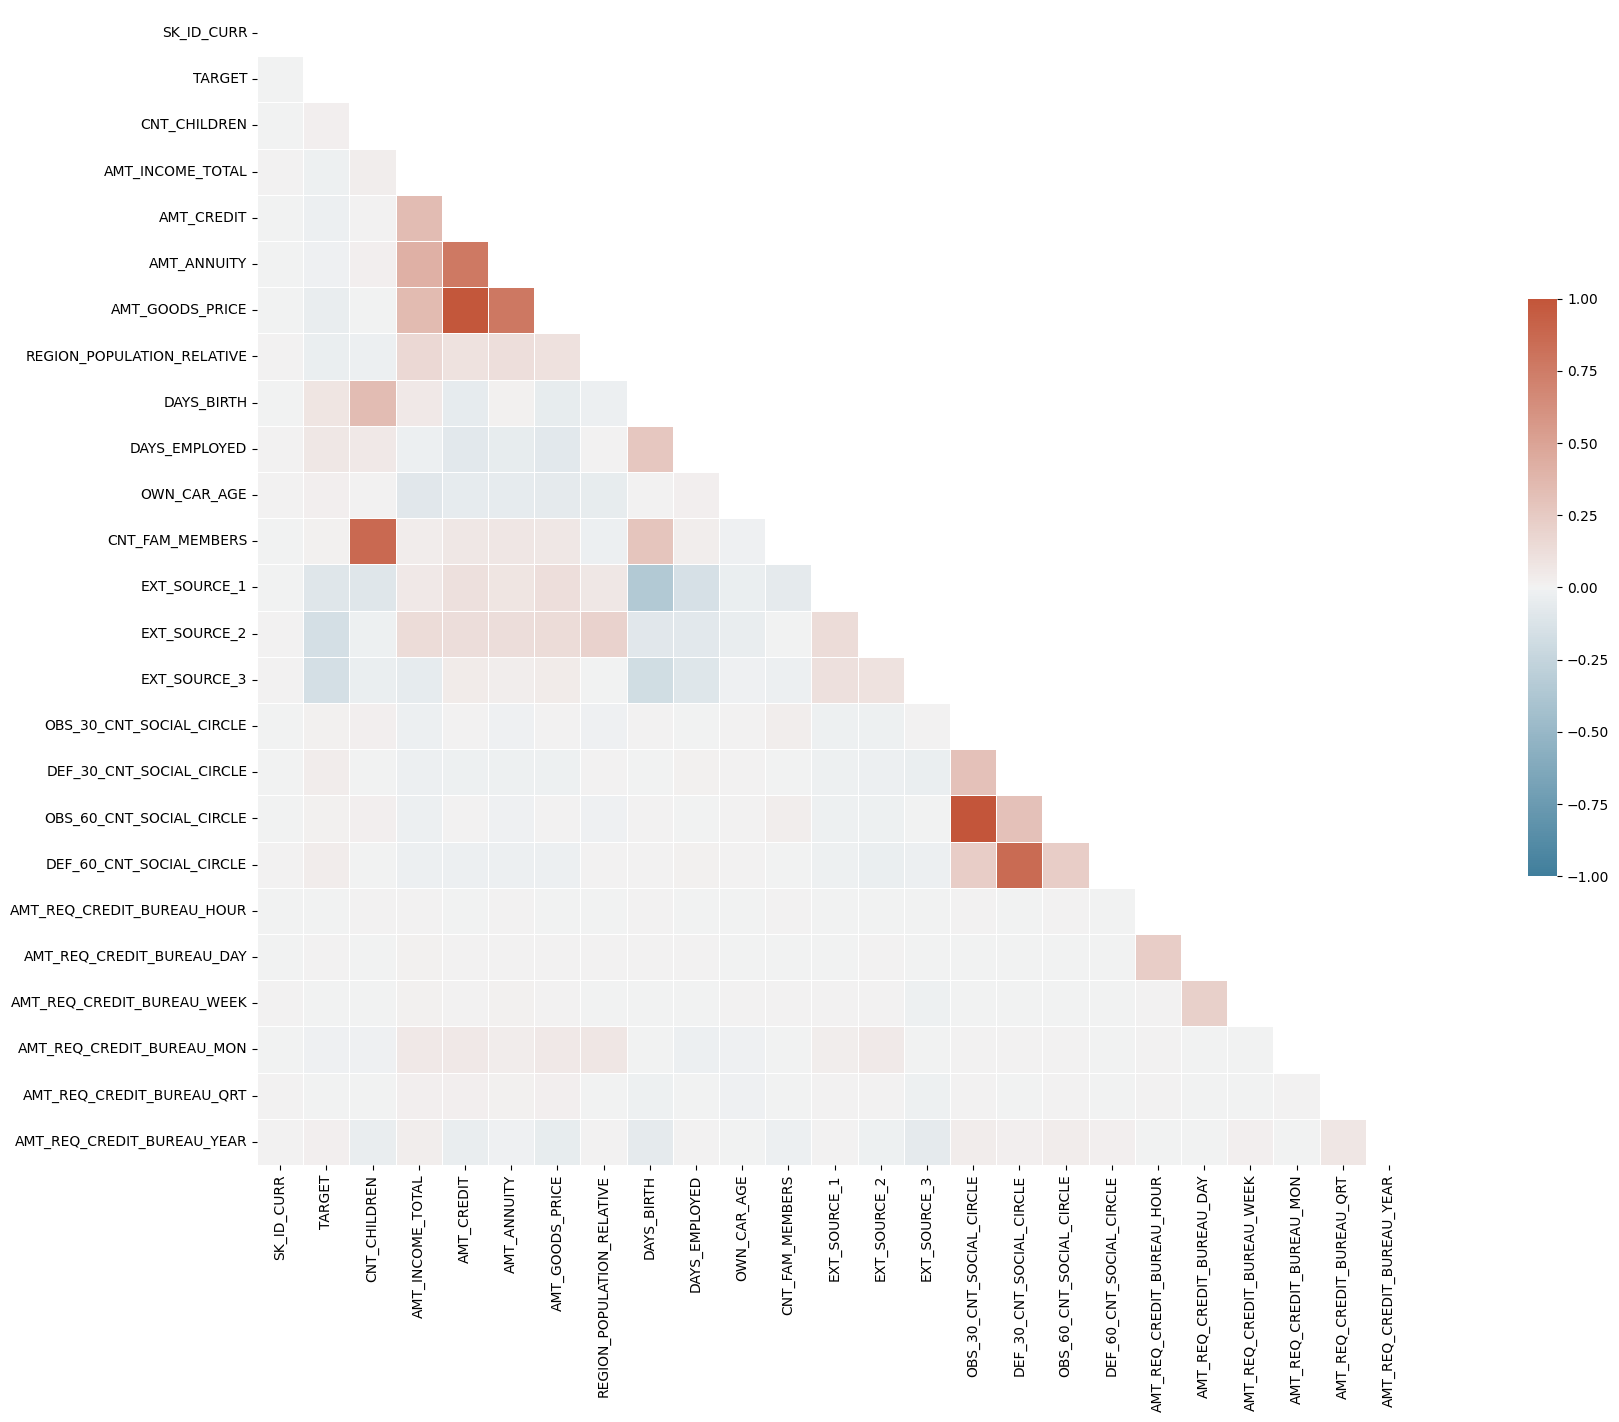 SK_ID_CURR
TARGET
CNT_CHILDREN
AMT_INCOME_TOTAL
AMT_CREDIT
AMT_ANNUITY
AMT_GOODS_PRICE
REGION_POPULATION_RELATIVE
DAYS_BIRTH
DAYS_EMPLOYED
OWN_CAR_AGE
CNT_FAM_MEMBERS
EXT_SOURCE_1
EXT_SOURCE_2
EXT_SOURCE_3
OBS_30_CNT_SOCIAL_CIRCLE
DEF_30_CNT_SOCIAL_CIRCLE
OBS_60_CNT_SOCIAL_CIRCLE
DEF_60_CNT_SOCIAL_CIRCLE
AMT_REQ_CREDIT_BUREAU_HOUR
AMT_REQ_CREDIT_BUREAU_DAY
AMT_REQ_CREDIT_BUREAU_WEEK
AMT_REQ_CREDIT_BUREAU_MON
AMT_REQ_CREDIT_BUREAU_QRT
AMT_REQ_CREDIT_BUREAU_YEAR
SK_ID_CURR
TARGET
CNT_CHILDREN
AMT_INCOME_TOTAL
AMT_CREDIT
AMT_ANNUITY
AMT_GOODS_PRICE
REGION_POPULATION_RELATIVE
DAYS_BIRTH
DAYS_EMPLOYED
OWN_CAR_AGE
CNT_FAM_MEMBERS
EXT_SOURCE_1
EXT_SOURCE_2
EXT_SOURCE_3
OBS_30_CNT_SOCIAL_CIRCLE
DEF_30_CNT_SOCIAL_CIRCLE
OBS_60_CNT_SOCIAL_CIRCLE
DEF_60_CNT_SOCIAL_CIRCLE
AMT_REQ_CREDIT_BUREAU_HOUR
AMT_REQ_CREDIT_BUREAU_DAY
AMT_REQ_CREDIT_BUREAU_WEEK
AMT_REQ_CREDIT_BUREAU_MON
AMT_REQ_CREDIT_BUREAU_QRT
AMT_REQ_CREDIT_BUREAU_YEAR
1.00
0.75
0.50
0.25
0.00
−0.25
−0.50
−0.75
−1.00